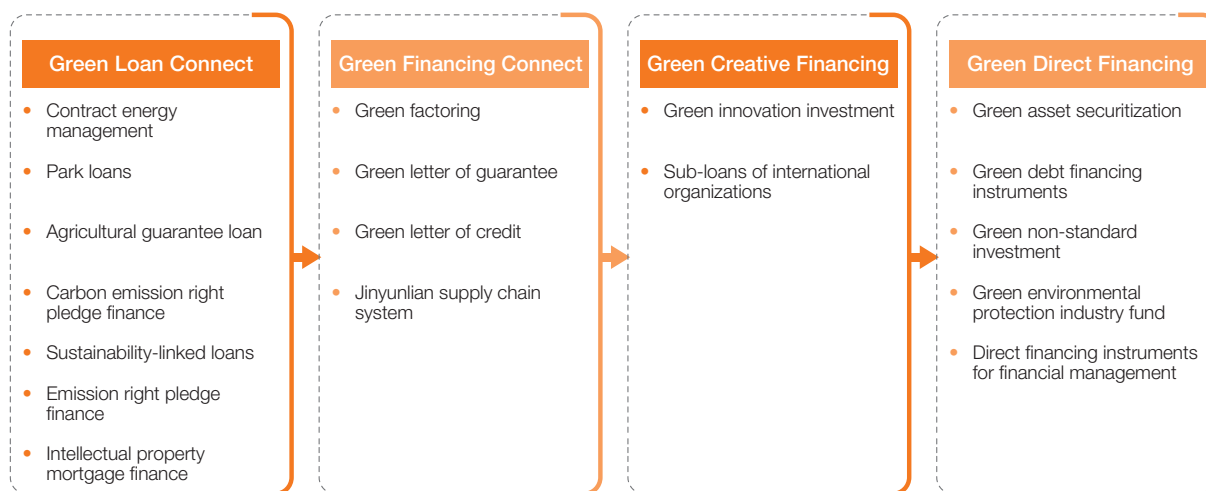 Green Loan Connect
Contract energy
management
Park loans
Agricultural guarantee loan
Carbon emission right
pledge finance
Sustainability-linked loans
Emission right pledge
finance
Intellectual property
mortgage finance
Green Financing Connect
Green factoring
Green letter of guarantee
Green letter of credit
Jinyunlian supply chain
system
Green Creative Financing
Green innovation investment
Sub-loans of international
organizations
Green Direct Financing
Green asset securitization
Green debt financing
instruments
Green non-standard
investment
Green environmental
protection industry fund
Direct financing instruments
for financial management